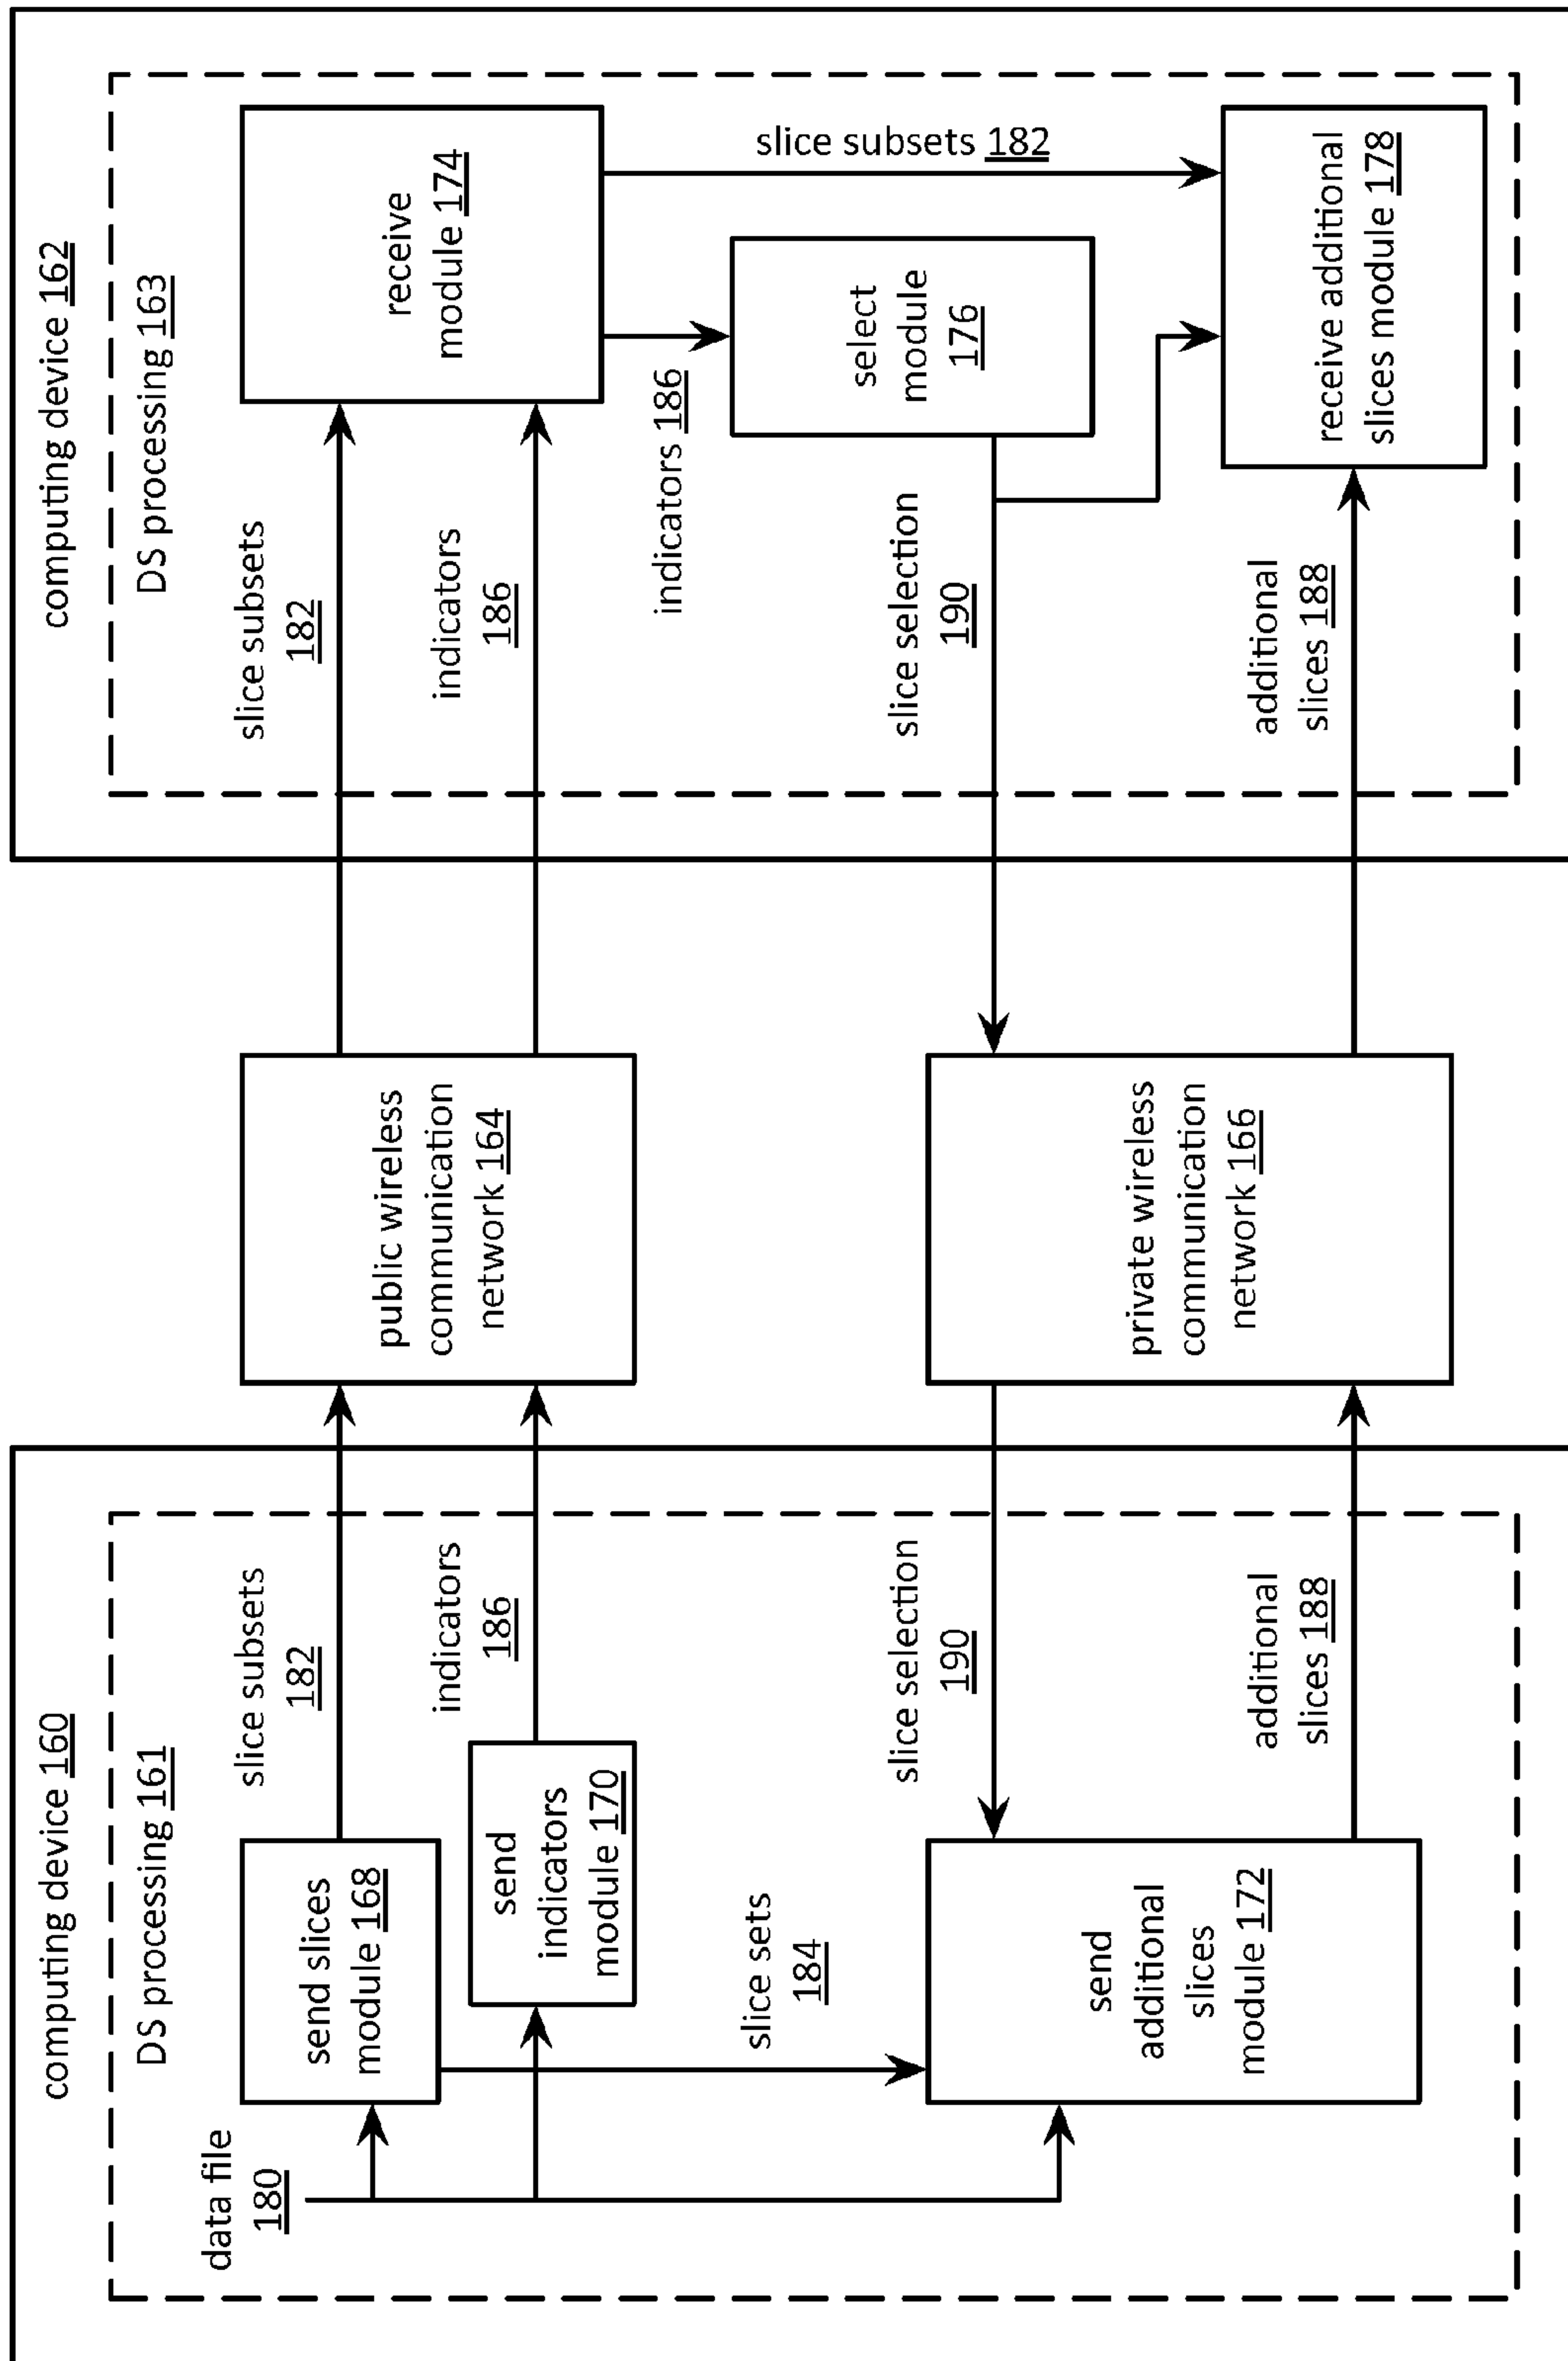 computing device 160
DS processing 161
data file
180
send slices
module 168
slice subsets
182
send
indicators
module 170
indicators
186
slice sets
184
send
additional
slices
module 172
slice selection
190
additional
slices 188
public wireless
communication
network 164
private wireless
communication
network 166
computing device 162
DS processing 163
slice subsets
182
indicators
186
receive
module 174
indicators 186
slice subsets 182
select
module
176
slice selection
190
additional
slices 188
receive additional
slices module 178